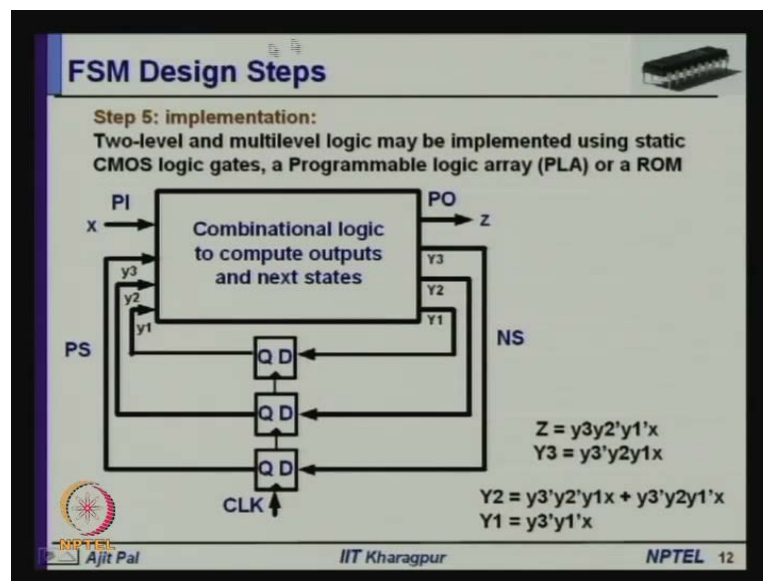 FSM Design Steps
Step 5: implementation:
Two-level and multilevel logic may be implemented using static
CMOS logic gates, a Programmable logic array (PLA) or a ROM
PI
PO
x
z
Combinational logic
to compute outputs
and next states
y3
y2
y1
Y3
Y2
Y1
PS
NS
Q D
Q D
Q D
CLK
Z = y3y2'y1'x
Y3 = y3'y2y1x
Y2 = y3'y2'y1x + y3'y2y1'x
Y1 = y3'y1'x
NPTEL
Ajit Pal
IIT Kharagpur
NPTEL 12